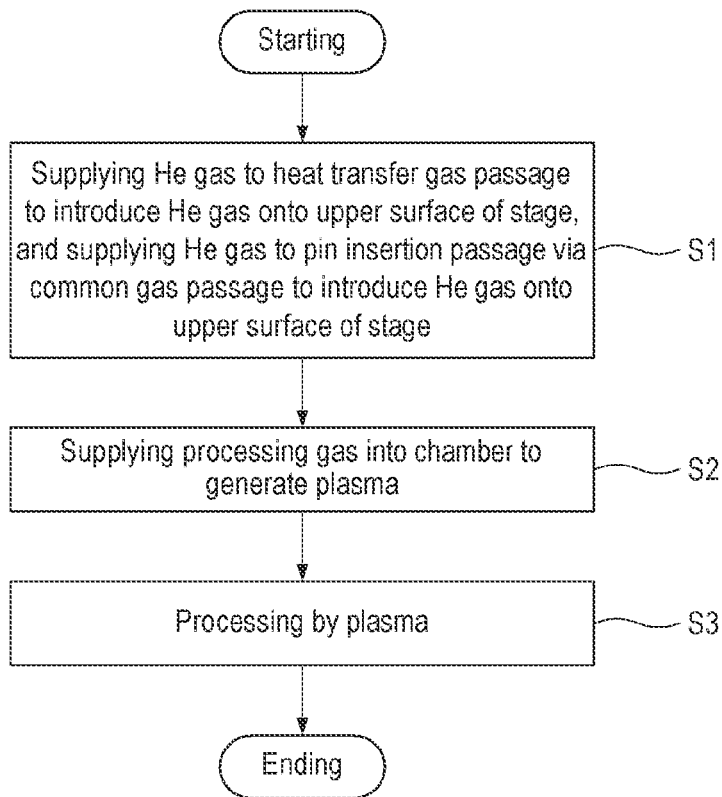 Starting
Supplying He gas to heat transfer gas passage
to introduce He gas onto upper surface of stage,
and supplying He gas to pin insertion passage via
common gas passage to introduce He gas onto
upper surface of stage
S1
Supplying processing gas into chamber to
generate plasma
S2
Processing by plasma
S3
Ending